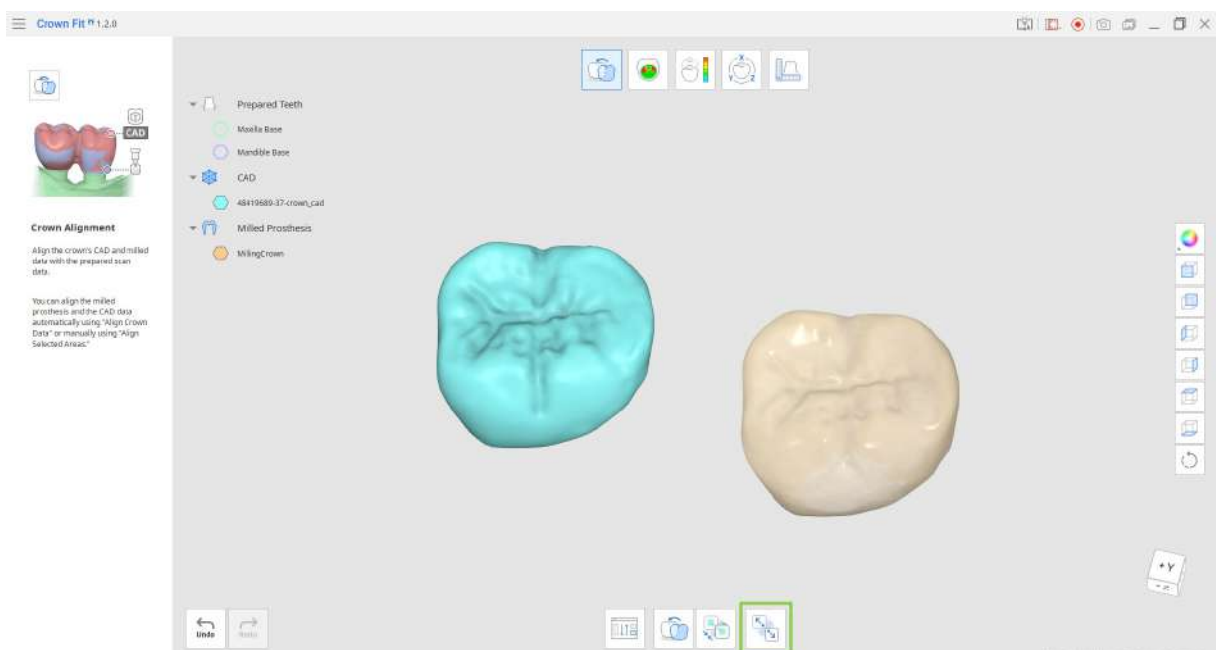 Crown Fit 1.2.0
CAD
Crown Alignment
Align the crown's CAD and milled
data with the prepared scan
data.
You can align the milled
prosthesis and the CAD data
automatically using "Align Crown
Data" or manually using "Align
Selected Areas."
Prepared Teeth
Maxilla Base
Mandible Base
CAD
48419689-37-crown_cad
Milled Prosthesis
MillingCrown
X
Y
Z
+Y
Undo
Redo